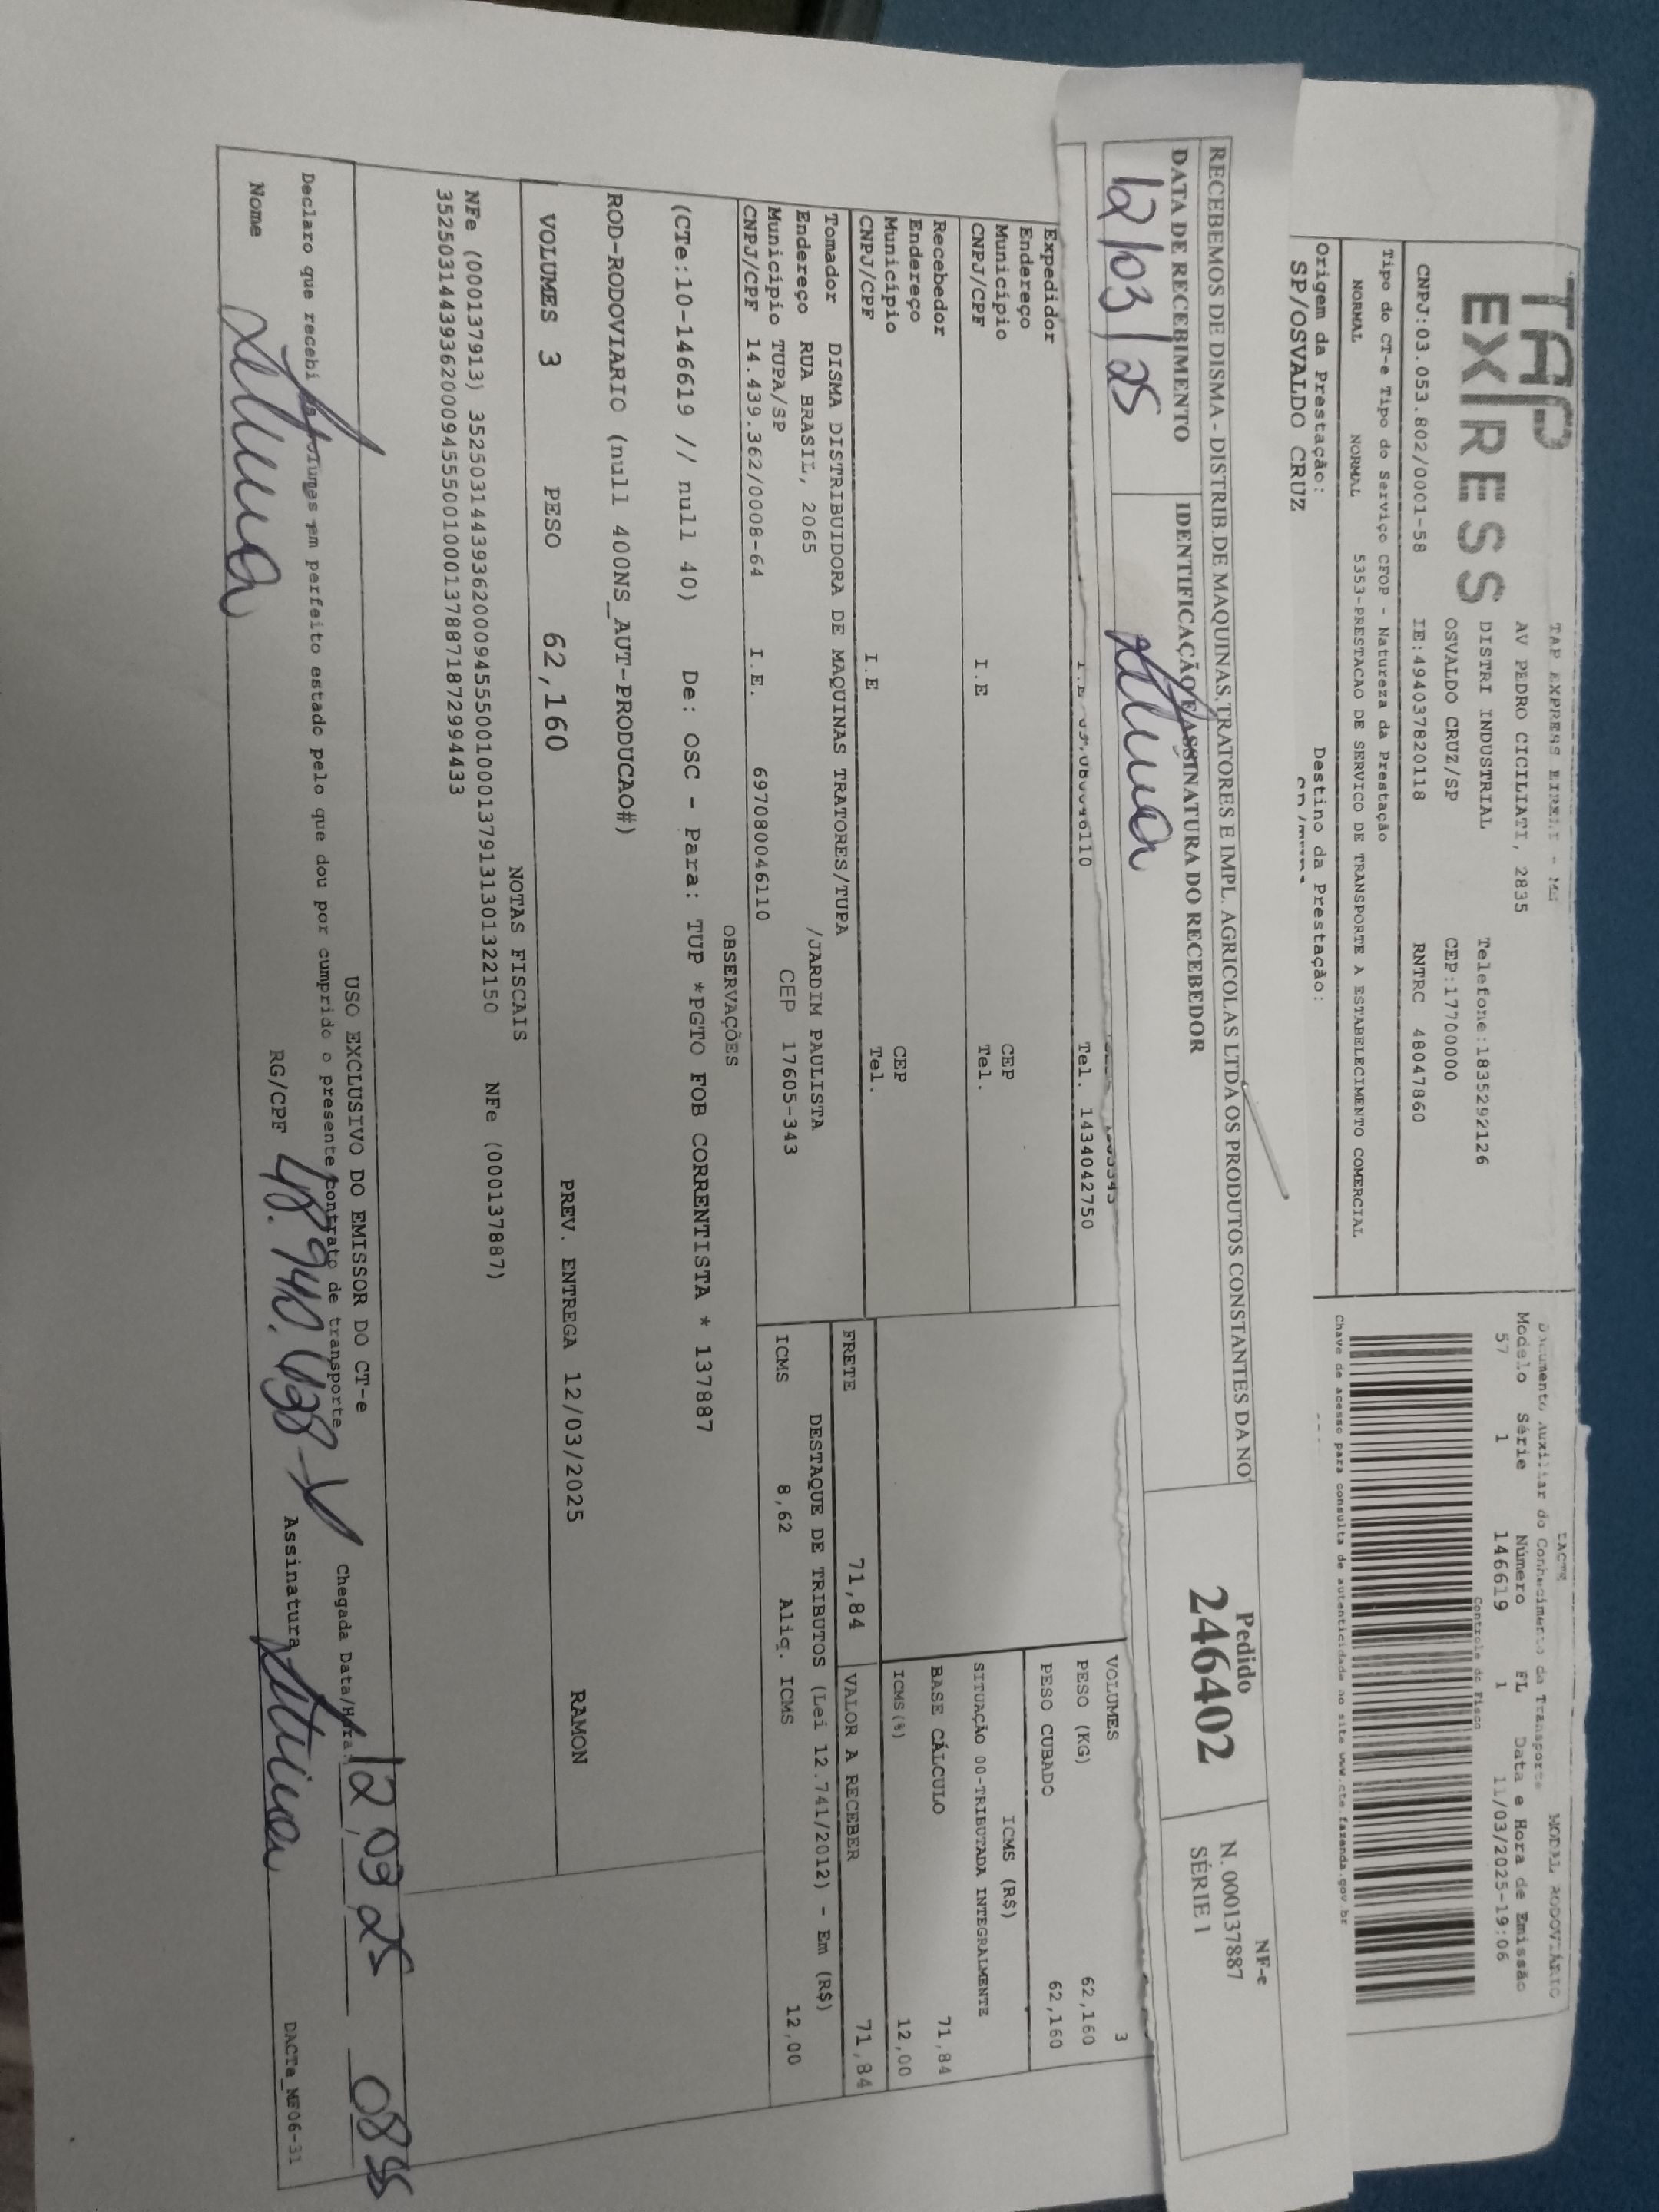 TAP
EXPRESS
TAP EXPRESS EIRELI - ME
AV PEDRO CICILIATI, 2835
DISTRI INDUSTRIAL Telefone:1835292126
OSVALDO CRUZ/SP CEP:17700000
CNPJ:03.053.802/0001-58 IE:494037820118 RNTRC 48047860
Tipo do CT-e Tipo do Serviço CFOP - Natureza da Prestação
NORMAL NORMAL 5353-PRESTACAO DE SERVICO DE TRANSPORTE A ESTABELECIMENTO COMERCIAL
Origem da Prestação: Destino da Prestação:
SP/OSVALDO CRUZ
DACTE MODAL RODOVIÁRIO
Documento Auxiliar do Conhecimento de Transporte
Modelo Série Número FL Data e Hora de Emissão
57 1 146619 1 11/03/2025-19:06
Controle do Fisco
Chave de acesso para consulta de autenticidade no site www.cte.fazenda.gov.br
RECEBEMOS DE DISMA - DISTRIB.DE MAQUINAS,TRATORES E IMPL. AGRICOLAS LTDA OS PRODUTOS CONSTANTES DA NO
DATA DE RECEBIMENTO IDENTIFICAÇÃO E ASSINATURA DO RECEBEDOR
12/03/25
Pedido
246402
NF-e
N. 000137887
SÉRIE 1
Tel. 1434042750
Expedidor
Endereço
Município CEP
CNPJ/CPF I.E Tel.
Recebedor
Endereço
Município CEP
CNPJ/CPF I.E Tel.
Tomador DISMA DISTRIBUIDORA DE MAQUINAS TRATORES/TUPA
Endereço RUA BRASIL, 2065 /JARDIM PAULISTA
Município TUPA/SP CEP 17605-343
CNPJ/CPF 14.439.362/0008-64 I.E. 697080046110
VOLUMES 3
PESO (KG) 62,160
PESO CUBADO 62,160
ICMS (R$)
SITUAÇÃO 00-TRIBUTADA INTEGRALMENTE
BASE CÁLCULO 71,84
ICMS(%) 12,00
FRETE 71,84 VALOR A RECEBER 71,84
DESTAQUE DE TRIBUTOS (Lei 12.741/2012) - Em (R$)
ICMS 8,62 Aliq. ICMS 12,00
OBSERVAÇÕES
(CTe:10-146619 // null 40) De: OSC - Para: TUP *PGTO FOB CORRENTISTA * 137887
ROD-RODOVIARIO (null 400NS_AUT-PRODUCAO#)
VOLUMES 3 PESO 62,160 PREV. ENTREGA 12/03/2025 RAMON
NOTAS FISCAIS
NFe (000137913) 35250314439362000945550010001379131301322150 NFe (000137887)
35250314439362000945550010001378871872994433
USO EXCLUSIVO DO EMISSOR DO CT-e
Declaro que recebi os volumes em perfeito estado pelo que dou por cumprido o presente contrato de transporte
Chegada Data/Hora: 12 03 25 08 55
Nome RG/CPF Assinatura
DACTe_MF06-31